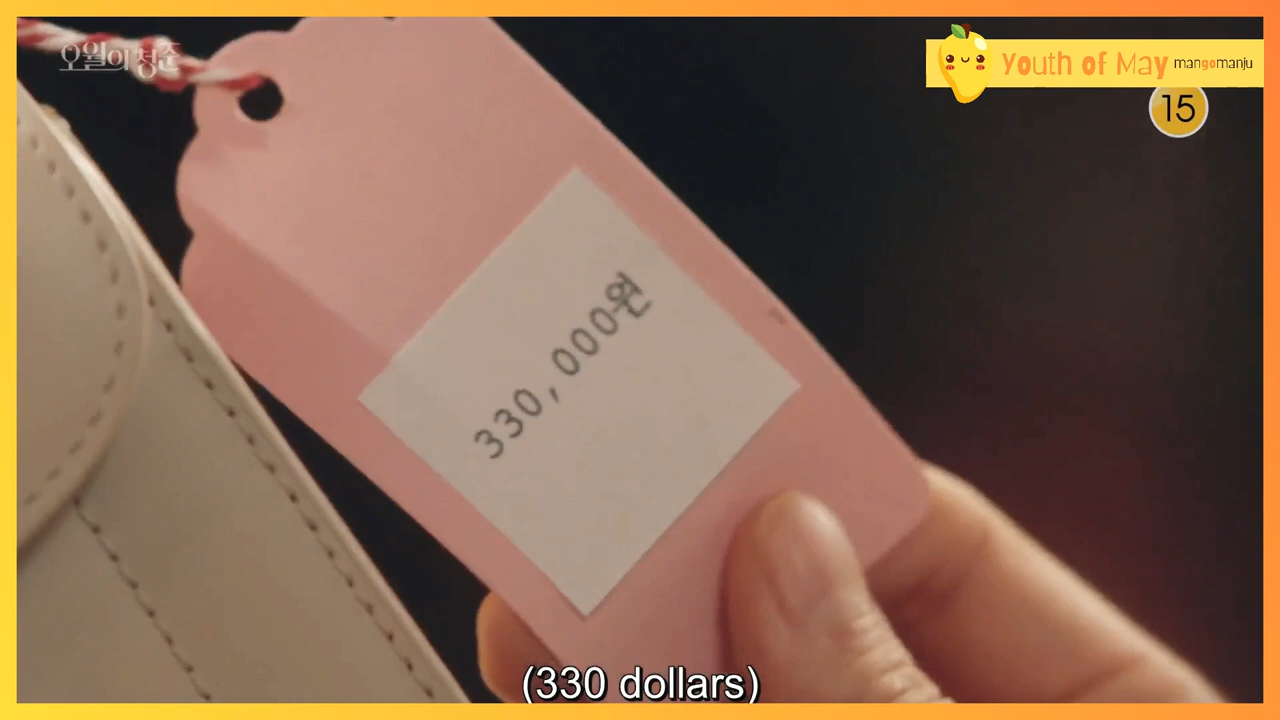 오월의 청춘
Youth of May mangomanju
15
330,000원
(330 dollars)